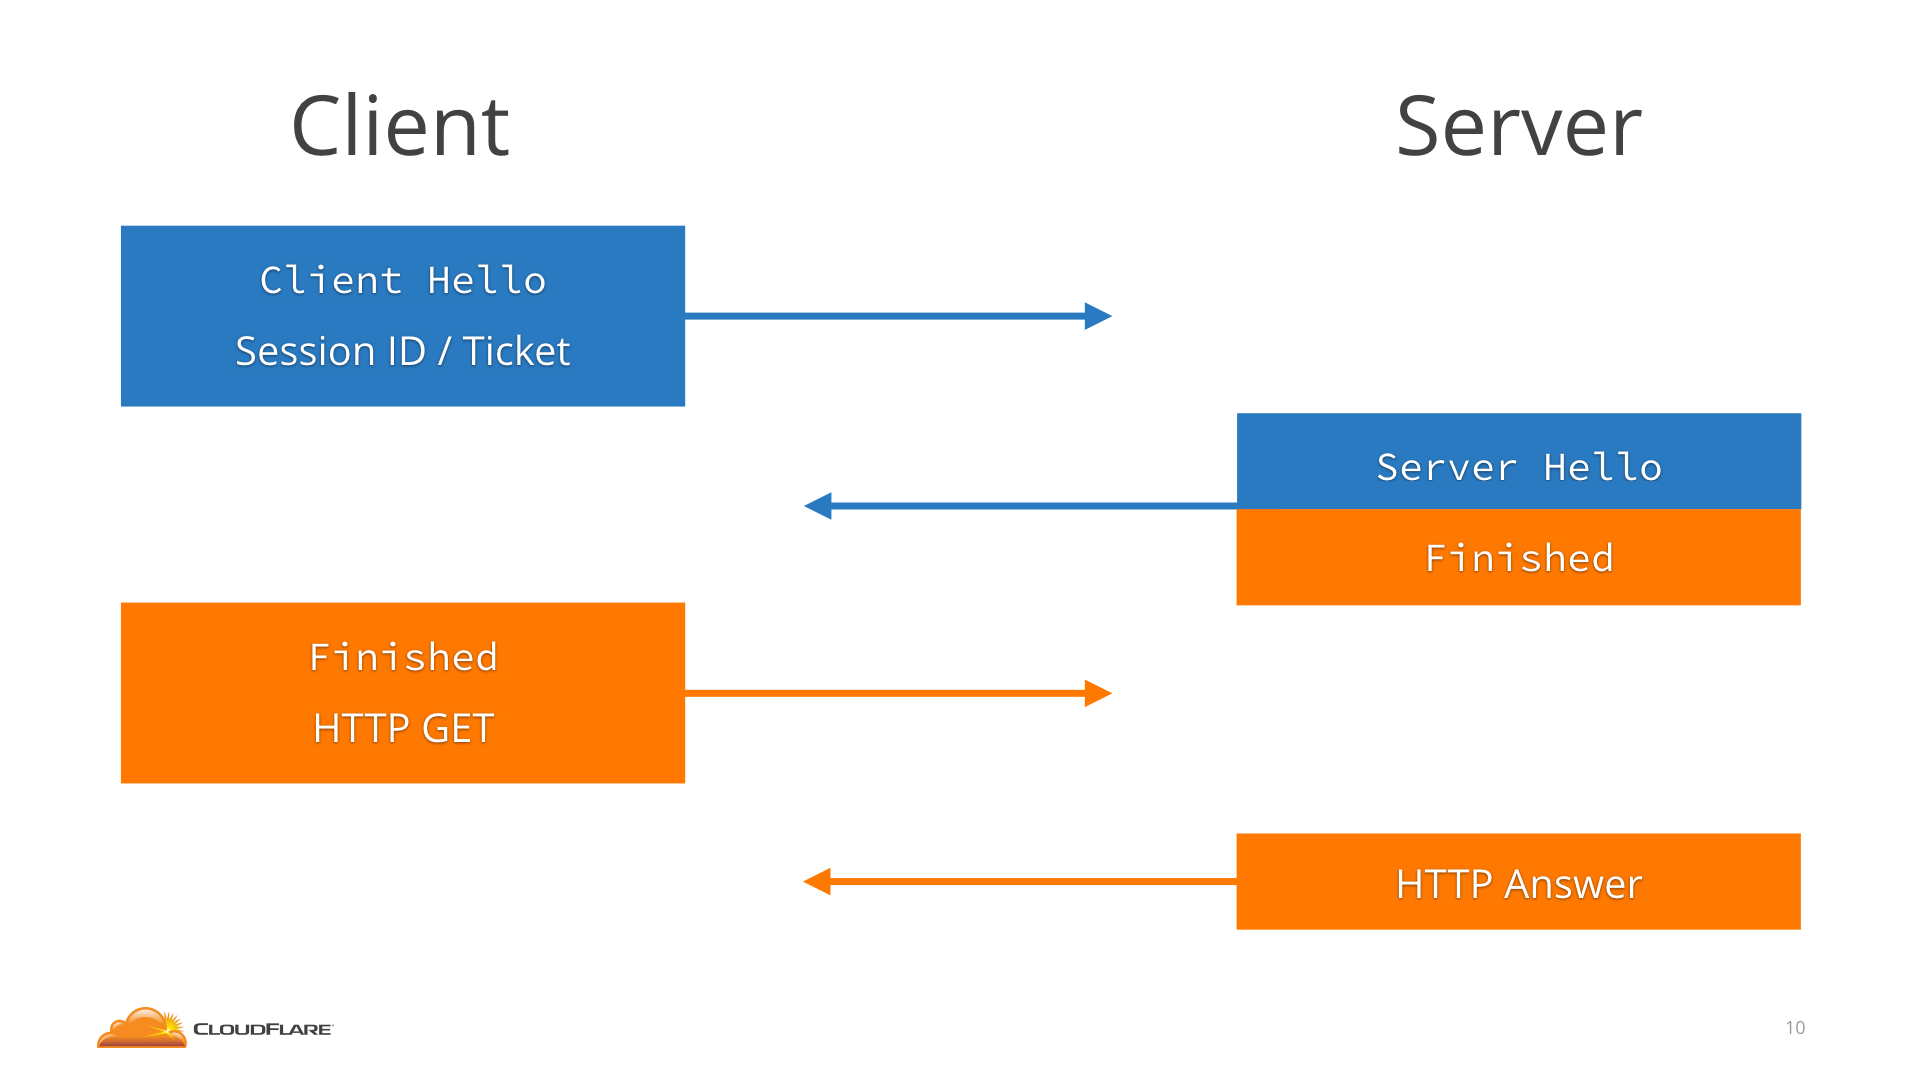 Client
Server
Client Hello
Session ID / Ticket
Server Hello
Finished
Finished
HTTP GET
HTTP Answer
CLOUDFLARE
10